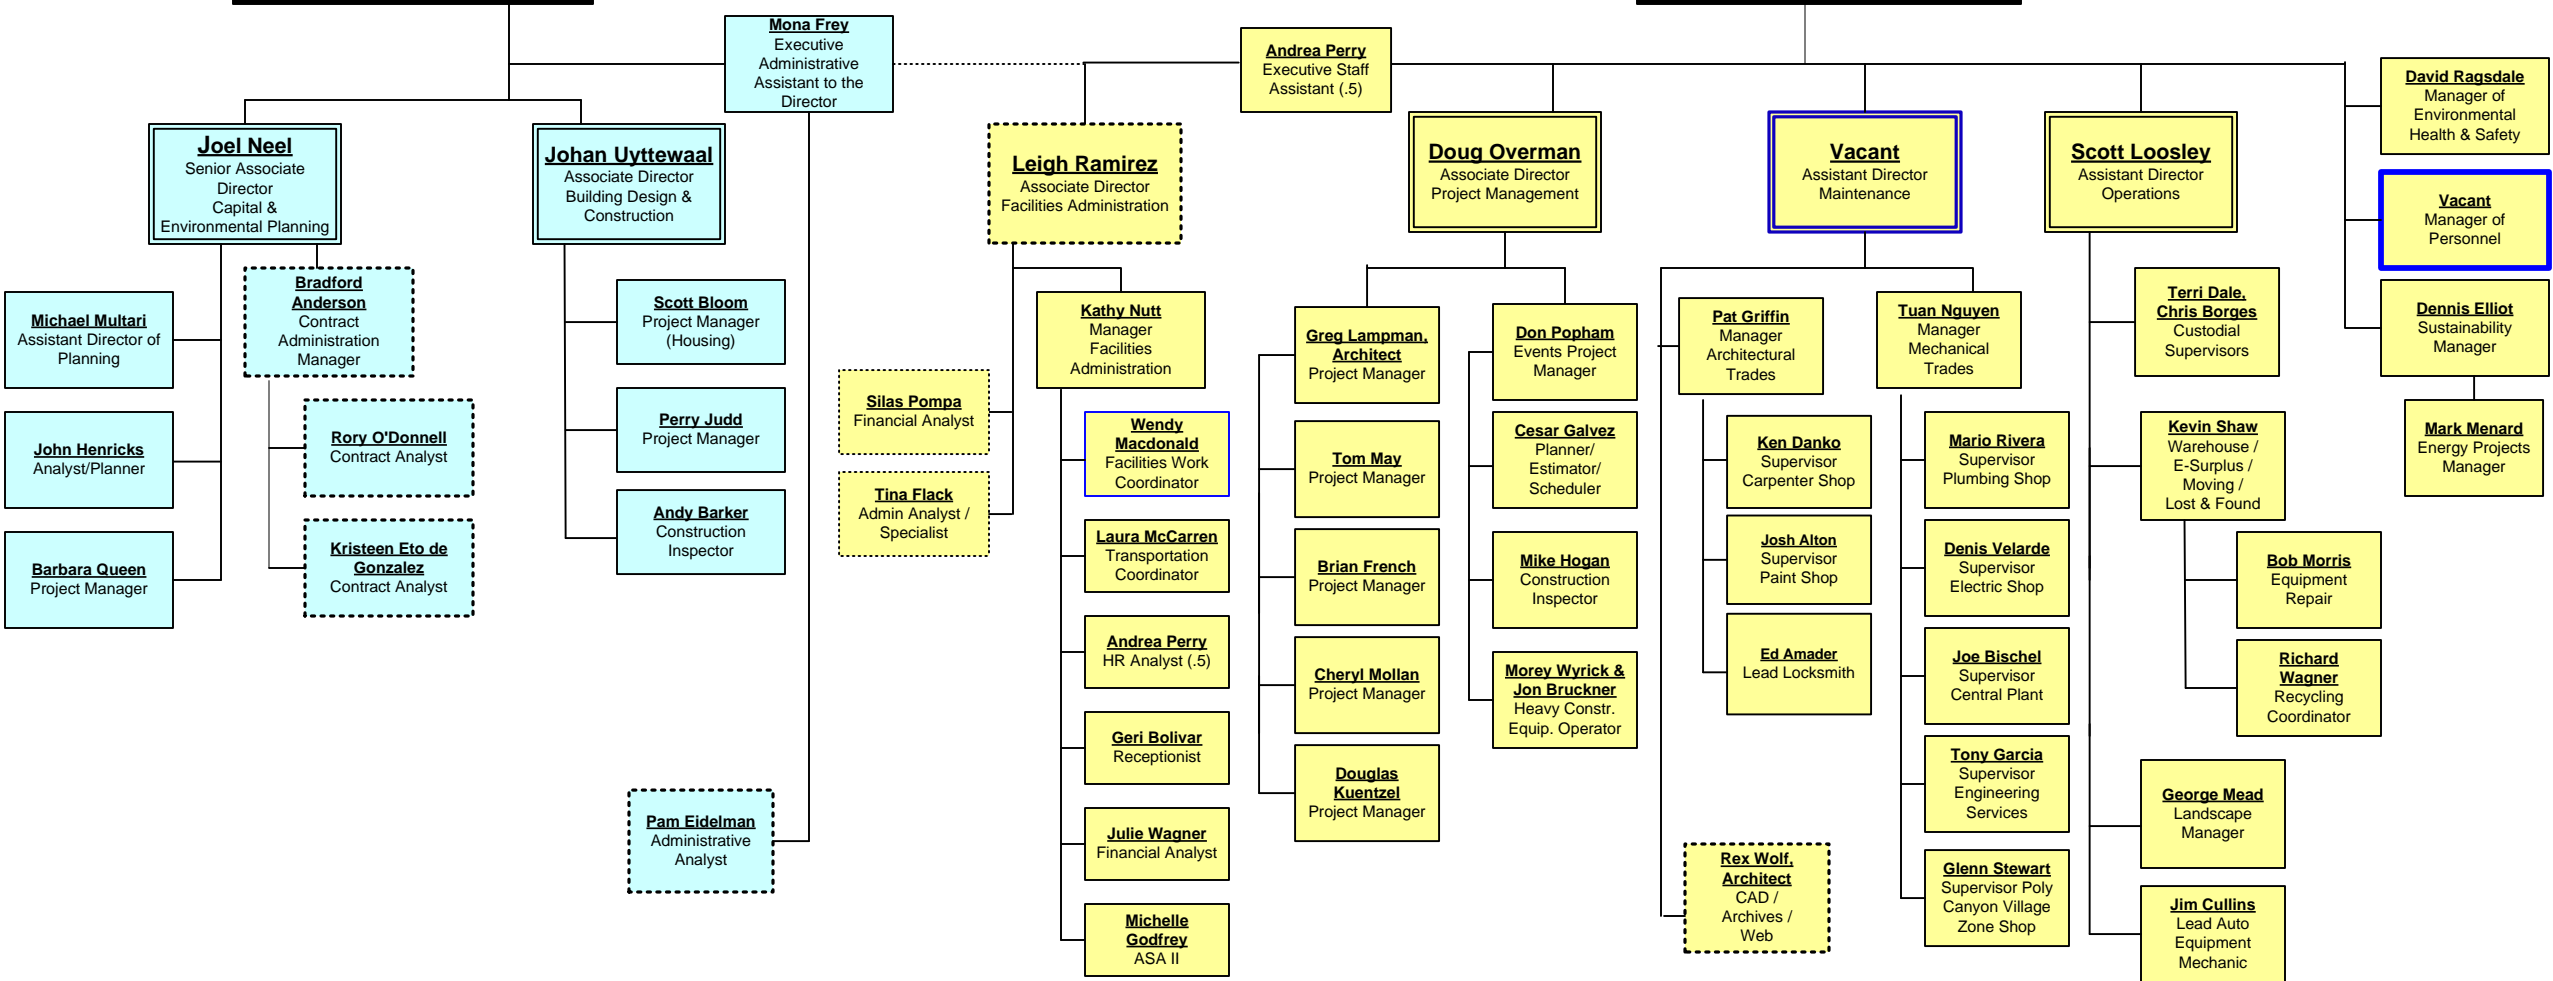 Mona Frey
Executive
Administrative
Assistant to the
Director
Andrea Perry
Executive Staff
Assistant (.5)
David Ragsdale
Manager of
Environmental
Health & Safety
Joel Neel
Senior Associate
Director
Capital &
Environmental Planning
Johan Uyttewaal
Associate Director
Building Design &
Construction
Leigh Ramirez
Associate Director
Facilities Administration
Doug Overman
Associate Director
Project Management
Vacant
Assistant Director
Maintenance
Scott Loosley
Assistant Director
Operations
Vacant
Manager of
Personnel
Dennis Elliot
Sustainability
Manager
Mark Menard
Energy Projects
Manager
Michael Multari
Assistant Director of
Planning
John Henricks
Analyst/Planner
Barbara Queen
Project Manager
Bradford
Anderson
Contract
Administration
Manager
Rory O'Donnell
Contract Analyst
Kristeen Eto de
Gonzalez
Contract Analyst
Scott Bloom
Project Manager
(Housing)
Perry Judd
Project Manager
Andy Barker
Construction
Inspector
Pam Eidelman
Administrative
Analyst
Silas Pompa
Financial Analyst
Tina Flack
Admin Analyst /
Specialist
Kathy Nutt
Manager
Facilities
Administration
Wendy
Macdonald
Facilities Work
Coordinator
Laura McCarren
Transportation
Coordinator
Andrea Perry
HR Analyst (.5)
Geri Bolivar
Receptionist
Julie Wagner
Financial Analyst
Michelle
Godfrey
ASA II
Greg Lampman,
Architect
Project Manager
Tom May
Project Manager
Brian French
Project Manager
Cheryl Mollan
Project Manager
Douglas
Kuentzel
Project Manager
Don Popham
Events Project
Manager
Cesar Galvez
Planner/
Estimator/
Scheduler
Mike Hogan
Construction
Inspector
Morey Wyrick &
Jon Bruckner
Heavy Constr.
Equip. Operator
Pat Griffin
Manager
Architectural
Trades
Ken Danko
Supervisor
Carpenter Shop
Josh Alton
Supervisor
Paint Shop
Ed Amader
Lead Locksmith
Rex Wolf,
Architect
CAD /
Archives /
Web
Tuan Nguyen
Manager
Mechanical
Trades
Mario Rivera
Supervisor
Plumbing Shop
Denis Velarde
Supervisor
Electric Shop
Joe Bischel
Supervisor
Central Plant
Tony Garcia
Supervisor
Engineering
Services
Glenn Stewart
Supervisor Poly
Canyon Village
Zone Shop
Terri Dale,
Chris Borges
Custodial
Supervisors
Kevin Shaw
Warehouse /
E-Surplus /
Moving /
Lost & Found
Bob Morris
Equipment
Repair
Richard
Wagner
Recycling
Coordinator
George Mead
Landscape
Manager
Jim Cullins
Lead Auto
Equipment
Mechanic